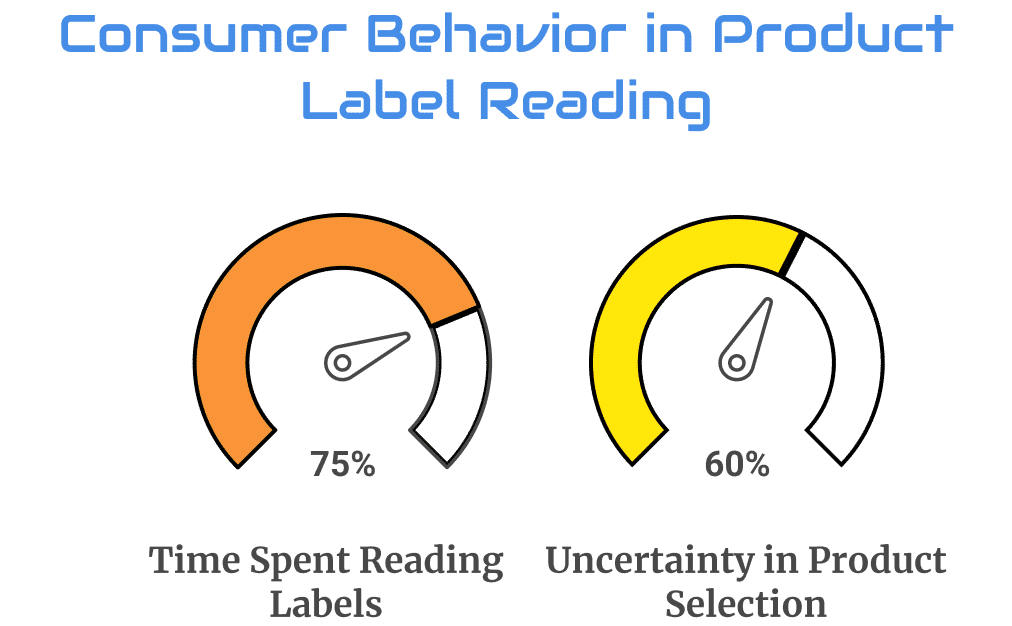 Consumer Behavior in Product
Label Reading
75%
60%
Time Spent Reading
Labels
Uncertainty in Product
Selection